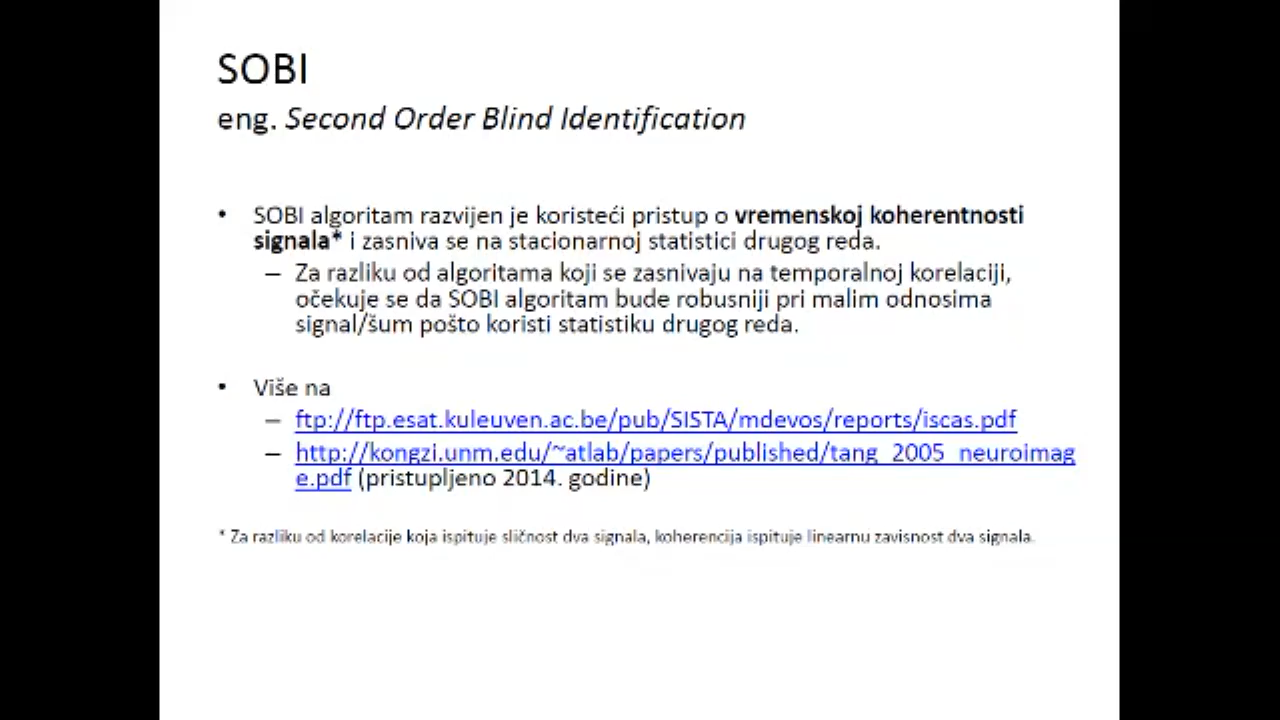 SOBI
eng. Second Order Blind Identification
• SOBI algoritam razvijen je koristeći pristup o vremenskoj koherentnosti
signala* i zasniva se na stacionarnoj statistici drugog reda.
– Za razliku od algoritama koji se zasnivaju na temporalnoj korelaciji,
očekuje se da SOBI algoritam bude robusniji pri malim odnosima
signal/šum pošto koristi statistiku drugog reda.
• Više na
– ftp://ftp.esat.kuleuven.ac.be/pub/SISTA/mdevos/reports/iscas.pdf
– http://kongzi.unm.edu/~atlab/papers/published/tang_2005_neuroimag
e.pdf (pristupljeno 2014. godine)
* Za razliku od korelacije koja ispituje sličnost dva signala, koherencija ispituje linearnu zavisnost dva signala.